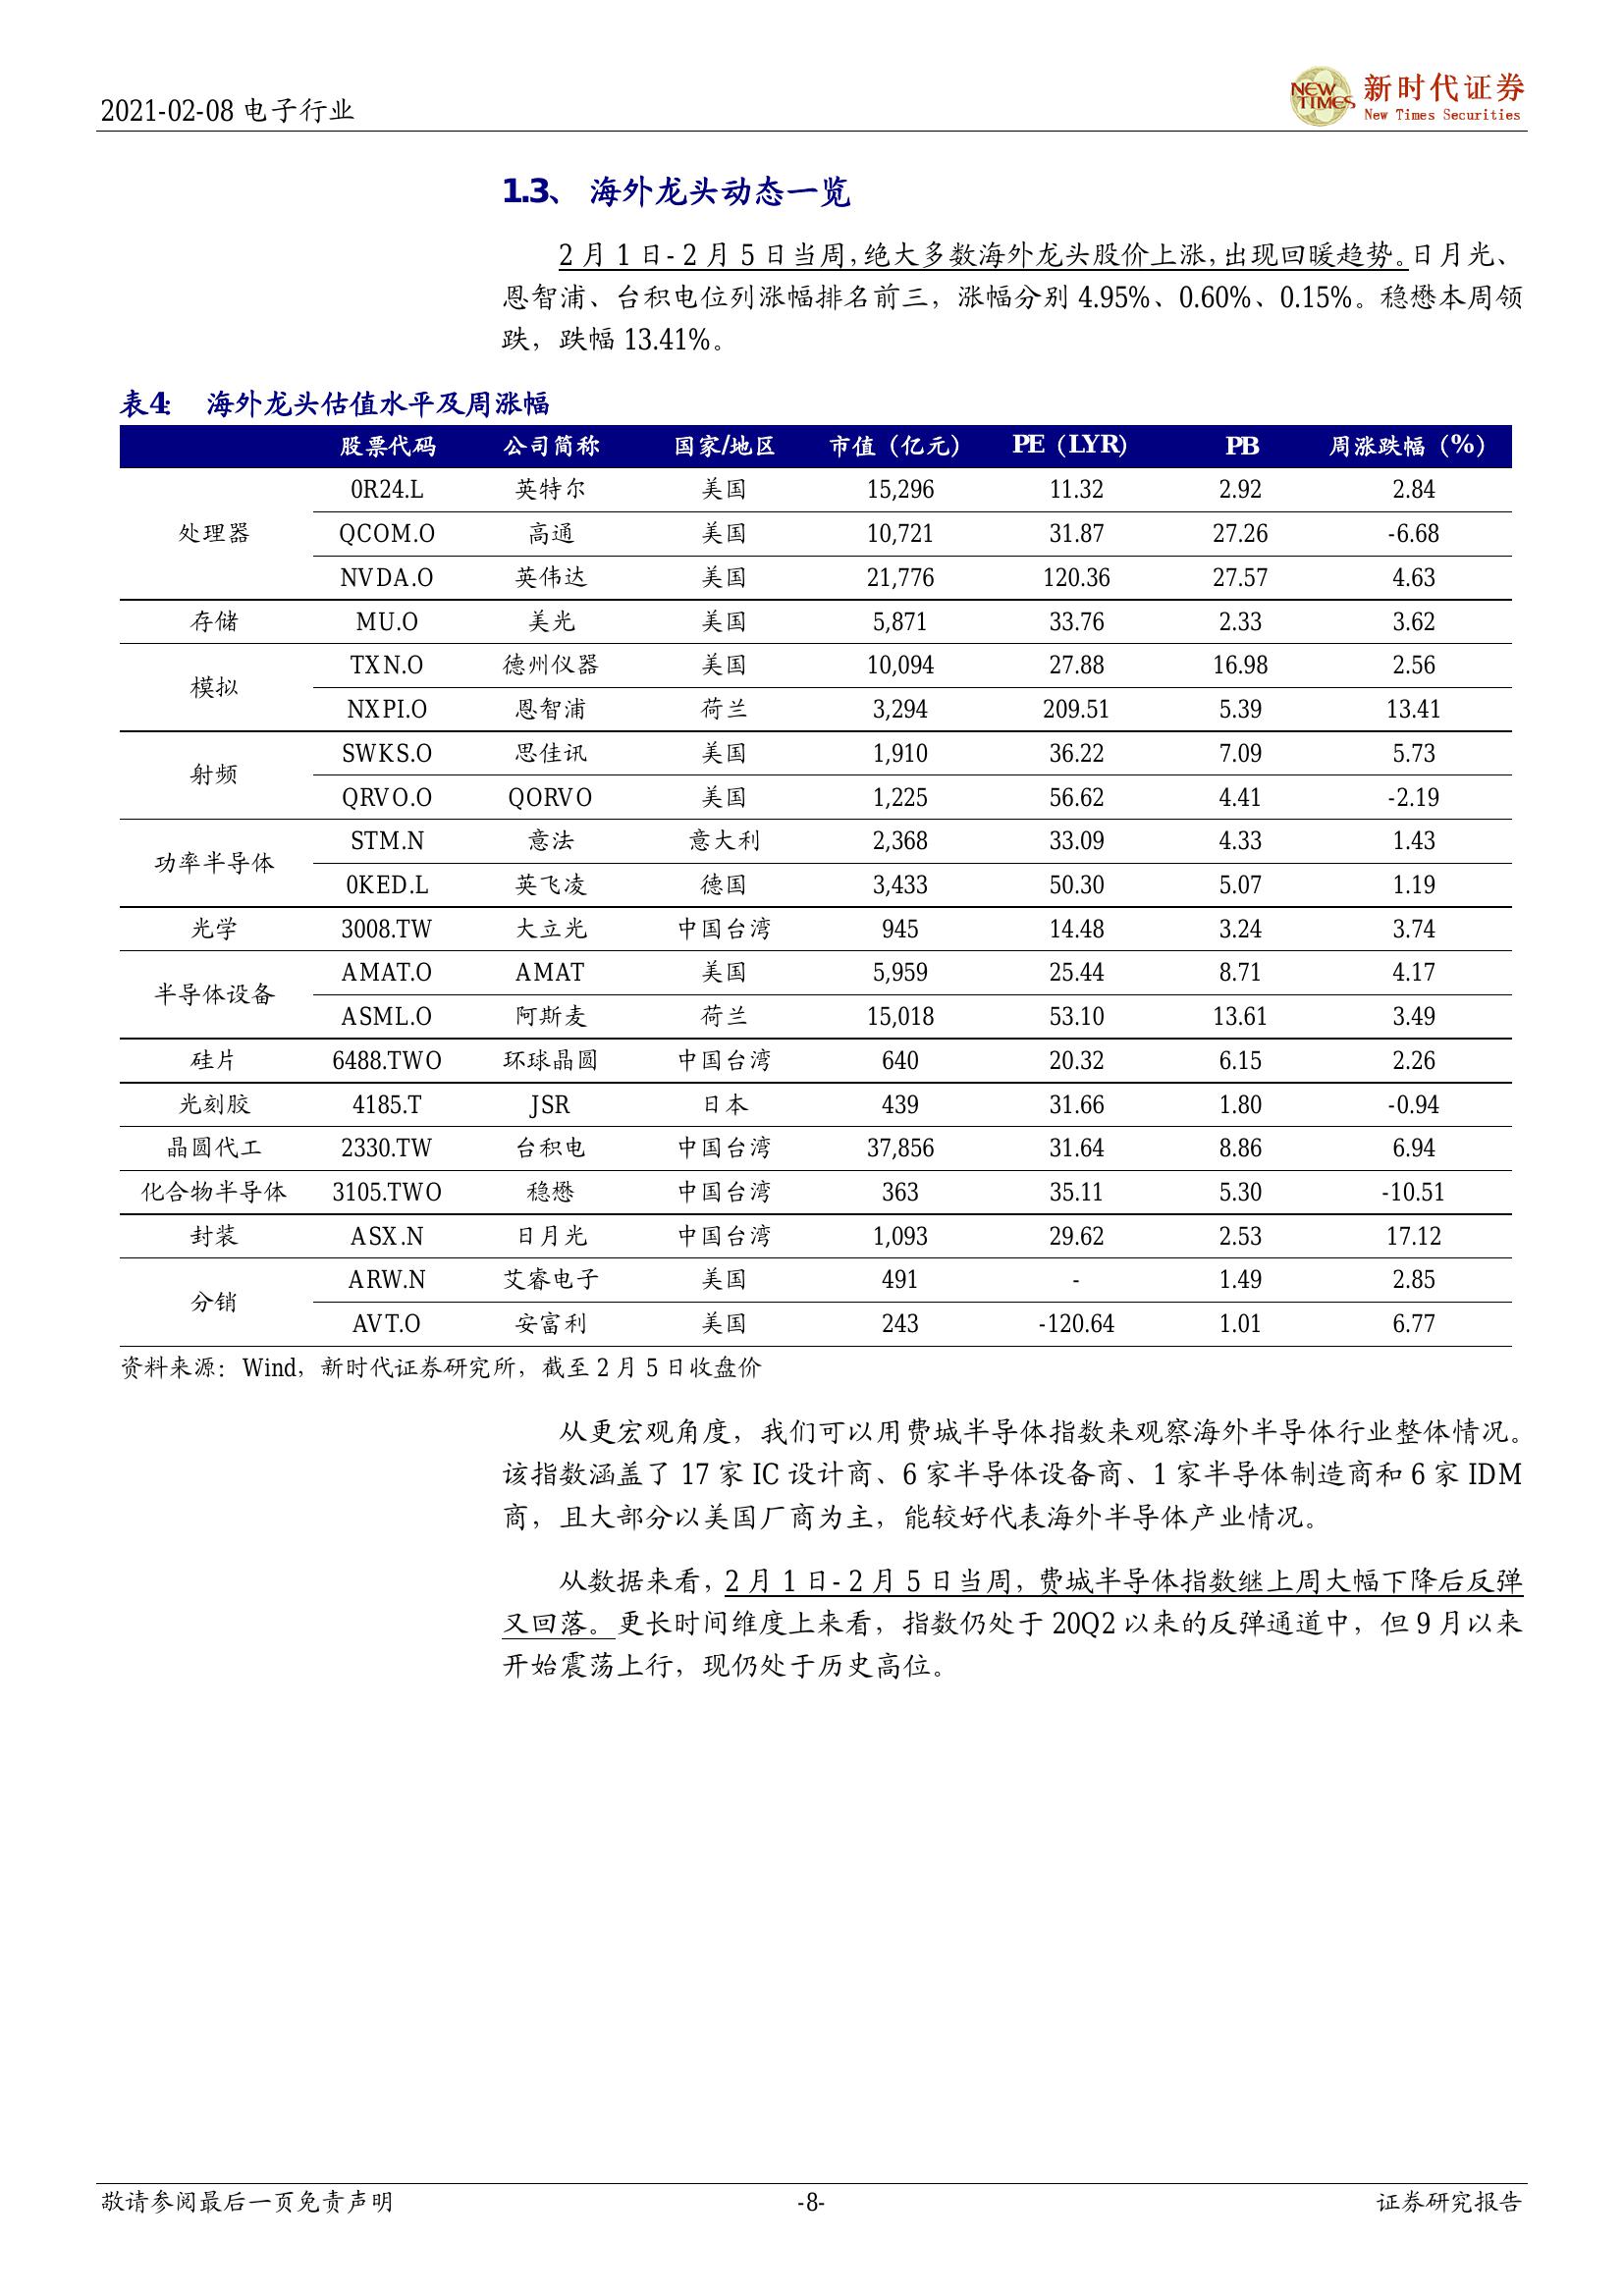 2021-02-08 电子行业
NEW TIMES
新时代证券
New Times Securities
1.3、 海外龙头动态一览
2 月 1 日- 2 月 5 日当周，绝大多数海外龙头股价上涨，出现回暖趋势。日月光、
恩智浦、台积电位列涨幅排名前三，涨幅分别 4.95%、0.60%、0.15%。稳懋本周领
跌，跌幅 13.41%。
表4: 海外龙头估值水平及周涨幅
股票代码 公司简称 国家/地区 市值（亿元） PE（LYR） PB 周涨跌幅（%）
处理器 0R24.L 英特尔 美国 15,296 11.32 2.92 2.84
QCOM.O 高通 美国 10,721 31.87 27.26 -6.68
NVDA.O 英伟达 美国 21,776 120.36 27.57 4.63
存储 MU.O 美光 美国 5,871 33.76 2.33 3.62
模拟 TXN.O 德州仪器 美国 10,094 27.88 16.98 2.56
NXPI.O 恩智浦 荷兰 3,294 209.51 5.39 13.41
射频 SWKS.O 思佳讯 美国 1,910 36.22 7.09 5.73
QRVO.O QORVO 美国 1,225 56.62 4.41 -2.19
功率半导体 STM.N 意法 意大利 2,368 33.09 4.33 1.43
0KED.L 英飞凌 德国 3,433 50.30 5.07 1.19
光学 3008.TW 大立光 中国台湾 945 14.48 3.24 3.74
半导体设备 AMAT.O AMAT 美国 5,959 25.44 8.71 4.17
ASML.O 阿斯麦 荷兰 15,018 53.10 13.61 3.49
硅片 6488.TWO 环球晶圆 中国台湾 640 20.32 6.15 2.26
光刻胶 4185.T JSR 日本 439 31.66 1.80 -0.94
晶圆代工 2330.TW 台积电 中国台湾 37,856 31.64 8.86 6.94
化合物半导体 3105.TWO 稳懋 中国台湾 363 35.11 5.30 -10.51
封装 ASX.N 日月光 中国台湾 1,093 29.62 2.53 17.12
分销 ARW.N 艾睿电子 美国 491 - 1.49 2.85
AVT.O 安富利 美国 243 -120.64 1.01 6.77
资料来源：Wind，新时代证券研究所，截至 2 月 5 日收盘价
从更宏观角度，我们可以用费城半导体指数来观察海外半导体行业整体情况。
该指数涵盖了 17 家 IC 设计商、6 家半导体设备商、1 家半导体制造商和 6 家 IDM
商，且大部分以美国厂商为主，能较好代表海外半导体产业情况。
从数据来看，2 月 1 日- 2 月 5 日当周，费城半导体指数继上周大幅下降后反弹
又回落。更长时间维度上来看，指数仍处于 20Q2 以来的反弹通道中，但 9 月以来
开始震荡上行，现仍处于历史高位。
敬请参阅最后一页免责声明 -8- 证券研究报告